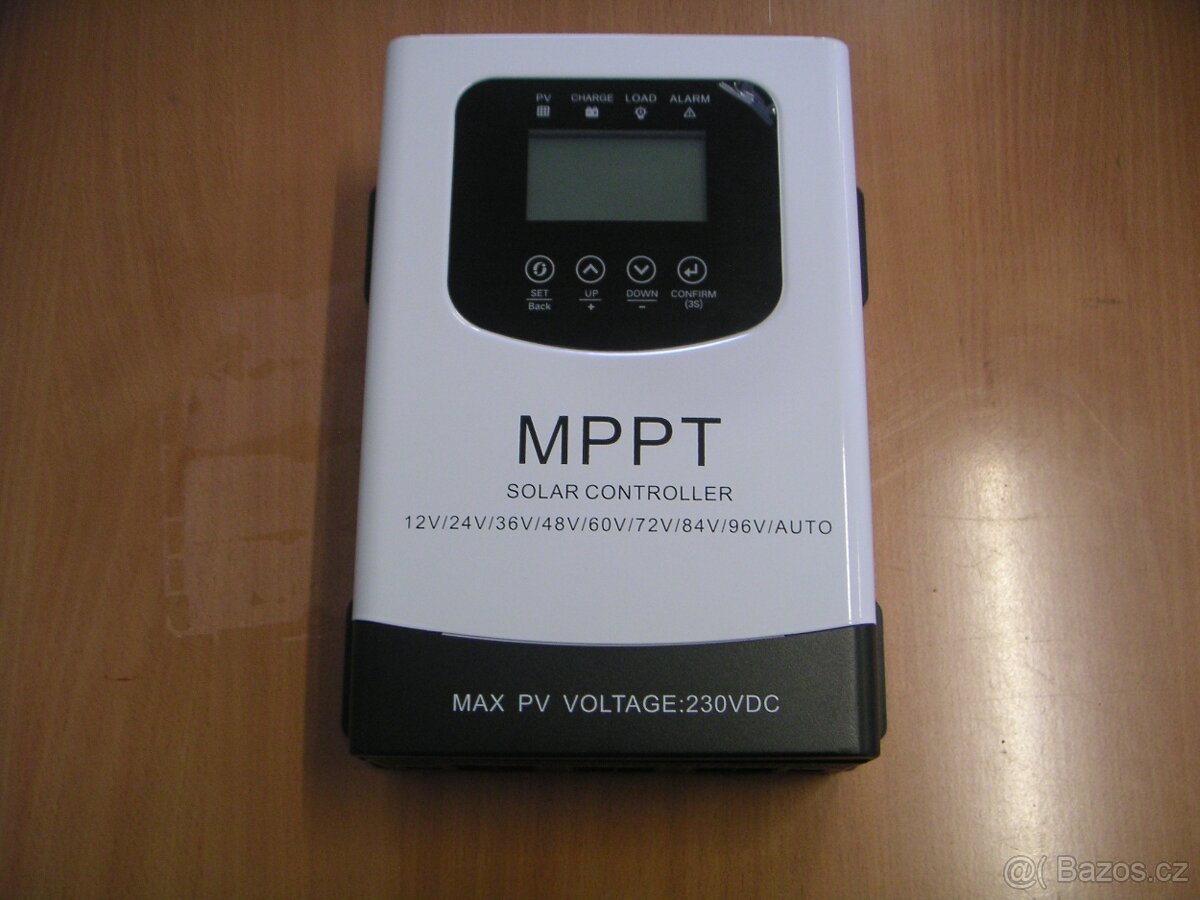 PV CHARGE LOAD ALARM
SET UP DOWN CONFIRM
Back + − (3S)
MPPT
SOLAR CONTROLLER
12V/24V/36V/48V/60V/72V/84V/96V/AUTO
MAX PV VOLTAGE:230VDC
@( Bazos.cz